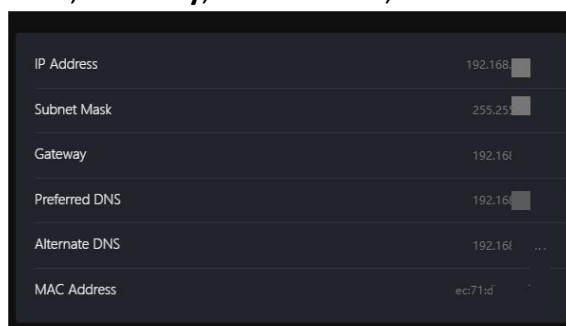 IP Address 192.168.
Subnet Mask 255.25
Gateway 192.16
Preferred DNS 192.16
Alternate DNS 192.16 ...
MAC Address ec:71:d